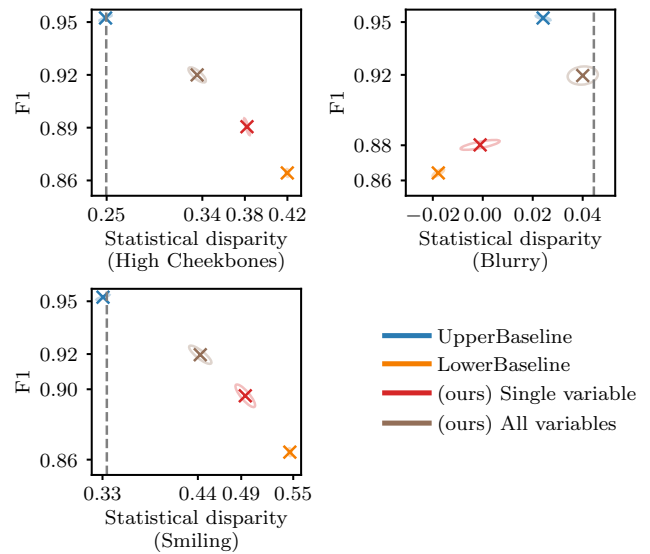 0.95
0.92
0.89
0.86
F1
0.25 0.34 0.38 0.42
Statistical disparity
(High Cheekbones)
0.95
0.92
0.88
0.86
F1
−0.02 0.00 0.02 0.04
Statistical disparity
(Blurry)
0.95
0.92
0.90
0.86
F1
0.33 0.44 0.49 0.55
Statistical disparity
(Smiling)
UpperBaseline
LowerBaseline
(ours) Single variable
(ours) All variables